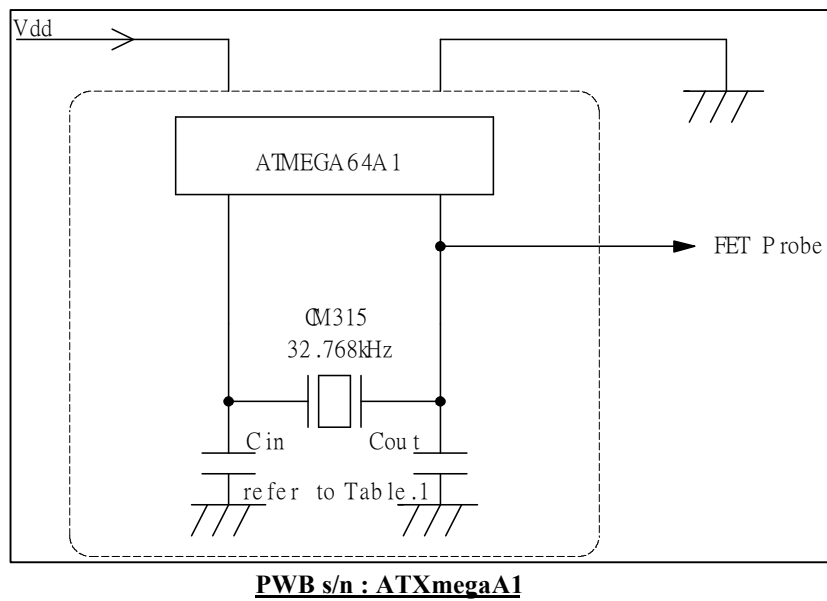 Vdd
ATMEGA64A1
FET Probe
CM315
32.768kHz
Cin
Cout
refer to Table.1
PWB s/n : ATXmegaA1